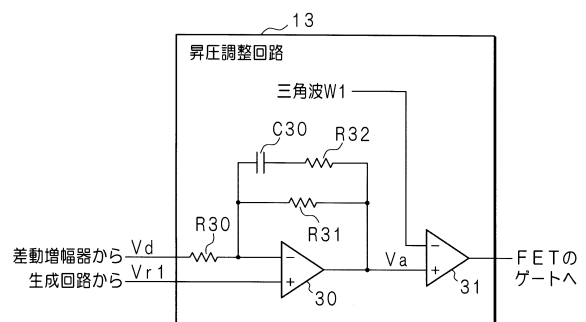 13
昇圧調整回路
三角波W1
C30
R32
R30
R31
差動増幅器から
Vd
生成回路から
Vr1
−
+
30
Va
−
+
31
FETの
ゲートへ